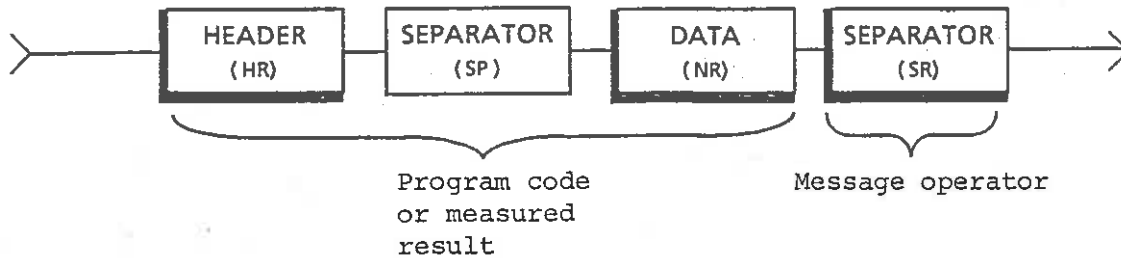 HEADER
(HR)
SEPARATOR
(SP)
DATA
(NR)
SEPARATOR
(SR)
Program code
or measured
result
Message operator